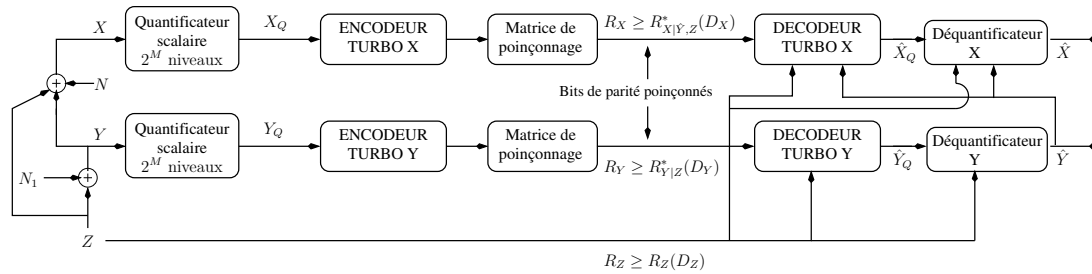 X
Quantificateur
scalaire
2^M niveaux
X_Q
ENCODEUR
TURBO X
Matrice de
poinçonnage
R_X ≥ R*_{X|Ŷ,Z}(D_X)
DECODEUR
TURBO X
X̂_Q
Déquantificateur
X
X̂
N
Bits de parité poinçonnés
Y
Quantificateur
scalaire
2^M niveaux
Y_Q
ENCODEUR
TURBO Y
Matrice de
poinçonnage
R_Y ≥ R*_{Y|Z}(D_Y)
DECODEUR
TURBO Y
Ŷ_Q
Déquantificateur
Y
Ŷ
N_1
Z
R_Z ≥ R_Z(D_Z)